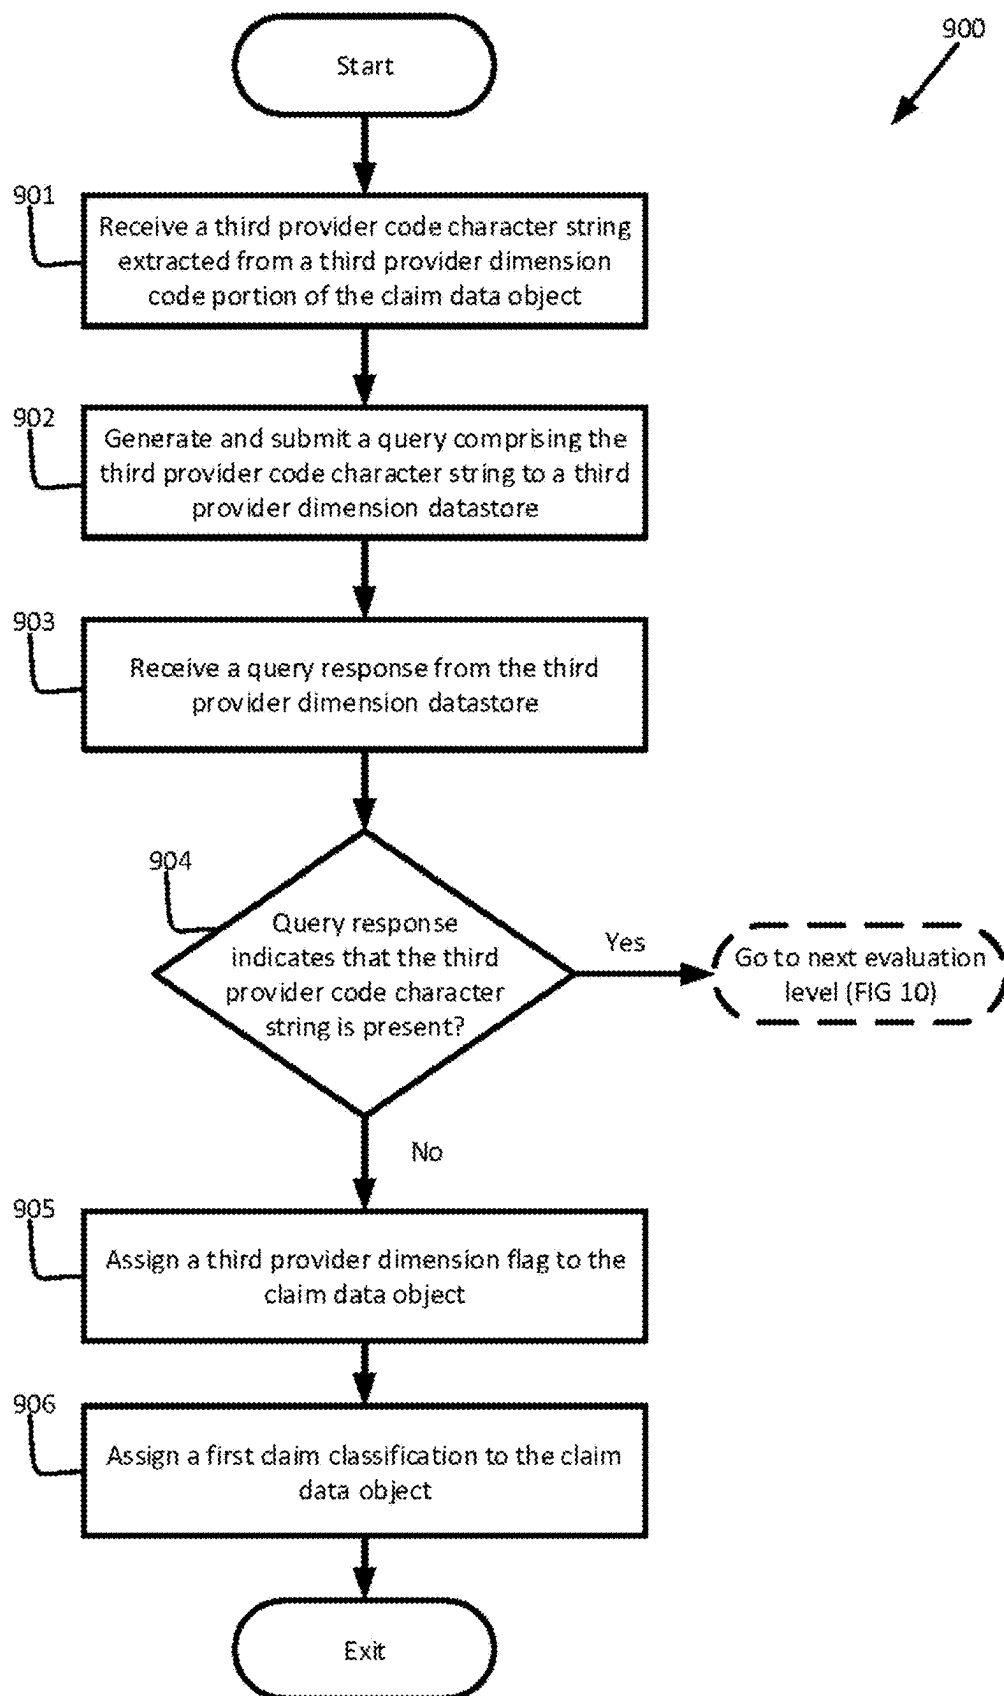 900
Start
901
Receive a third provider code character string
extracted from a third provider dimension
code portion of the claim data object
902
Generate and submit a query comprising the
third provider code character string to a third
provider dimension datastore
903
Receive a query response from the third
provider dimension datastore
904
Query response
indicates that the third
provider code character
string is present?
Yes
Go to next evaluation
level (FIG 10)
No
905
Assign a third provider dimension flag to the
claim data object
906
Assign a first claim classification to the claim
data object
Exit